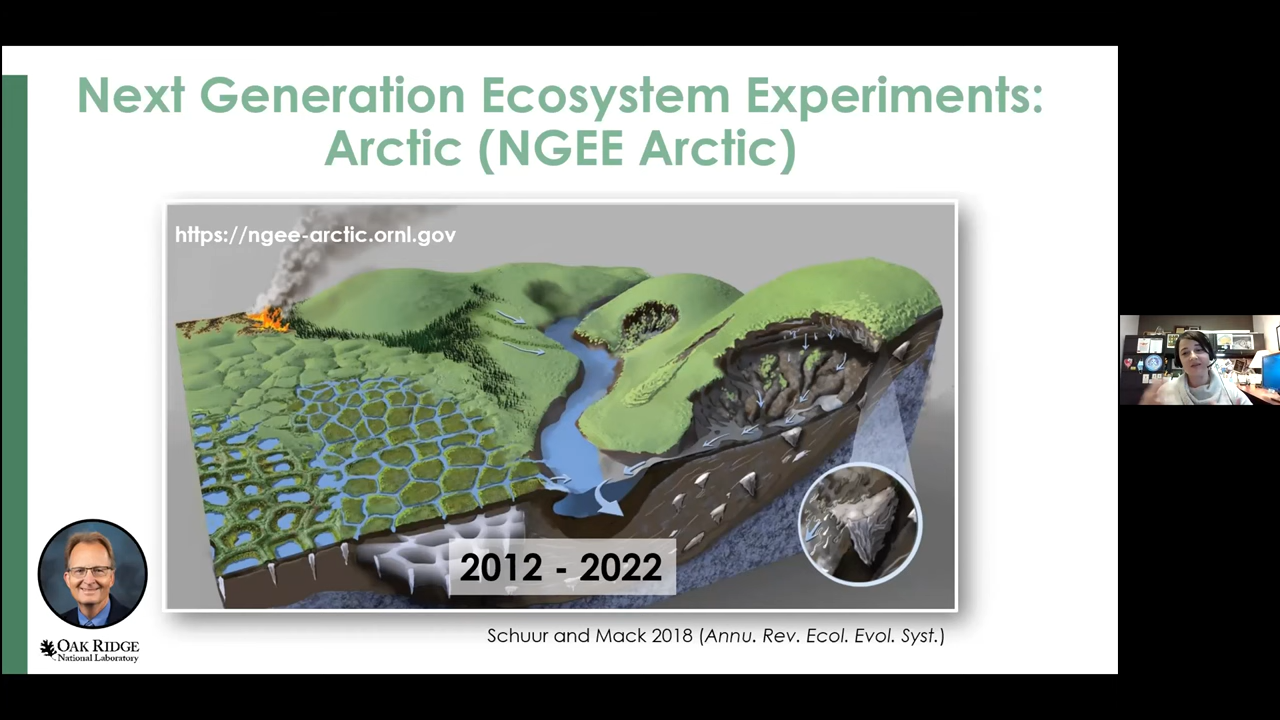 Next Generation Ecosystem Experiments:
Arctic (NGEE Arctic)
https://ngee-arctic.ornl.gov
2012 - 2022
Schuur and Mack 2018 (Annu. Rev. Ecol. Evol. Syst.)
OAK RIDGE
National Laboratory